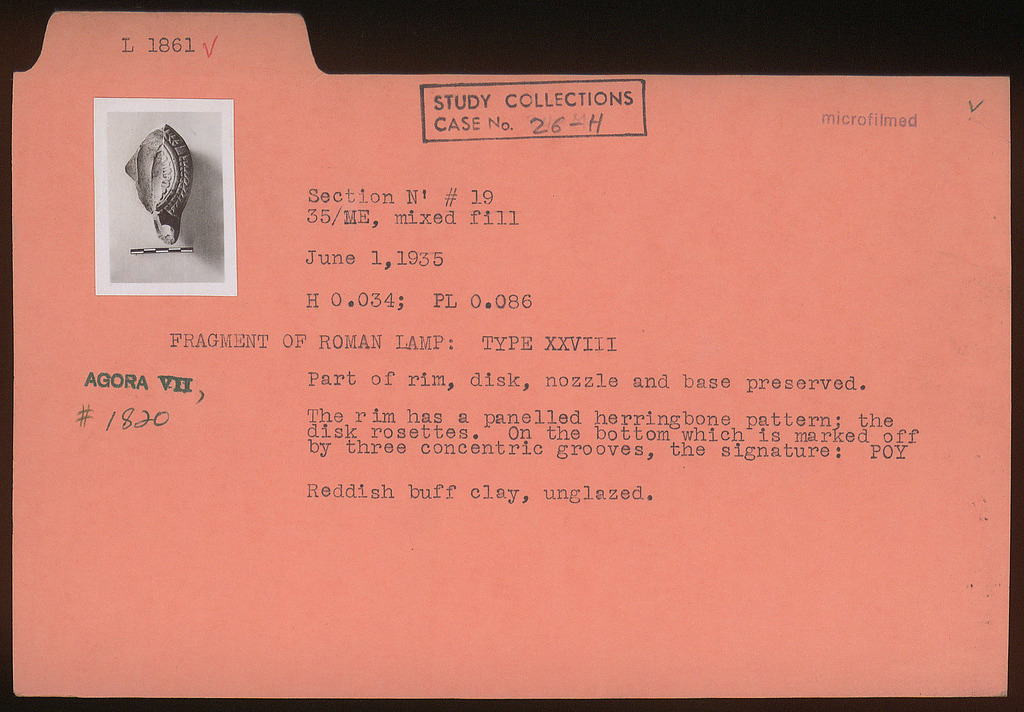 L 1861 ✓
STUDY COLLECTIONS
CASE No. 26-H
microfilmed
✓
Section N' # 19
35/ME, mixed fill
June 1,1935
H 0.034; PL 0.086
FRAGMENT OF ROMAN LAMP: TYPE XXVIII
AGORA VII,
# 1820
Part of rim, disk, nozzle and base preserved.
The rim has a panelled herringbone pattern; the
disk rosettes. On the bottom which is marked off
by three concentric grooves, the signature: POY
Reddish buff clay, unglazed.